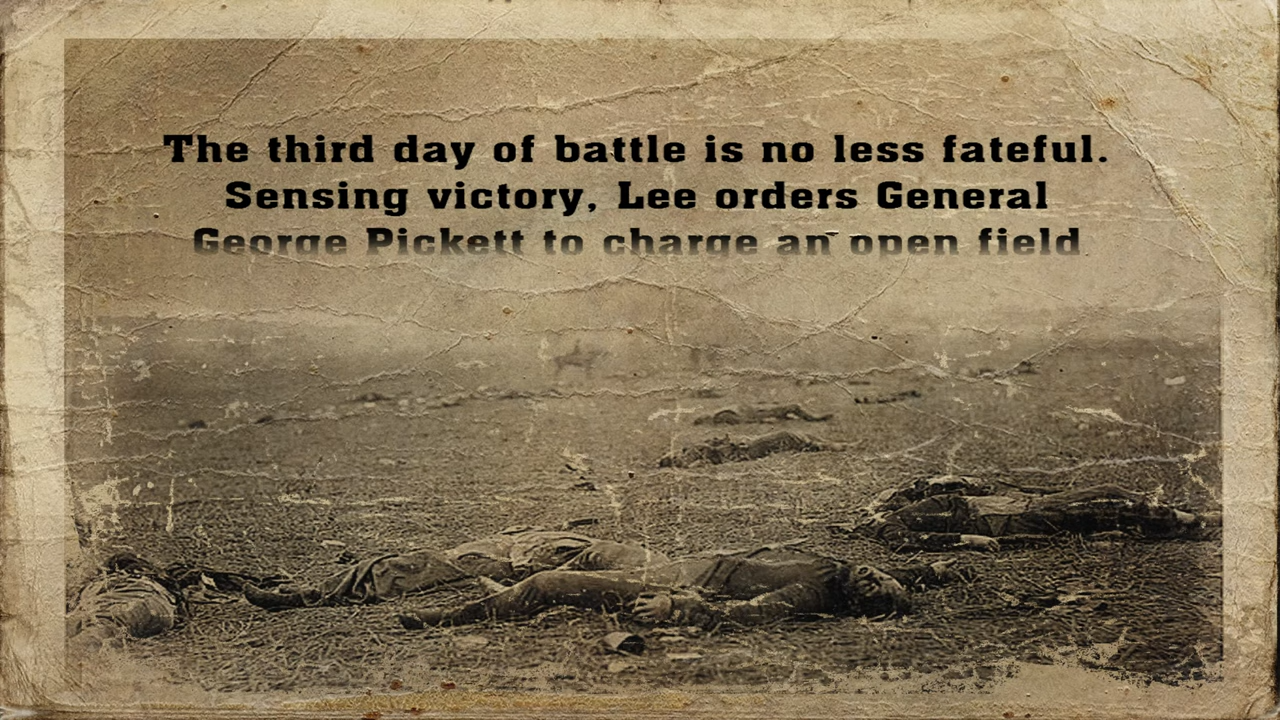 The third day of battle is no less fateful.
Sensing victory, Lee orders General
George Pickett to charge an open field